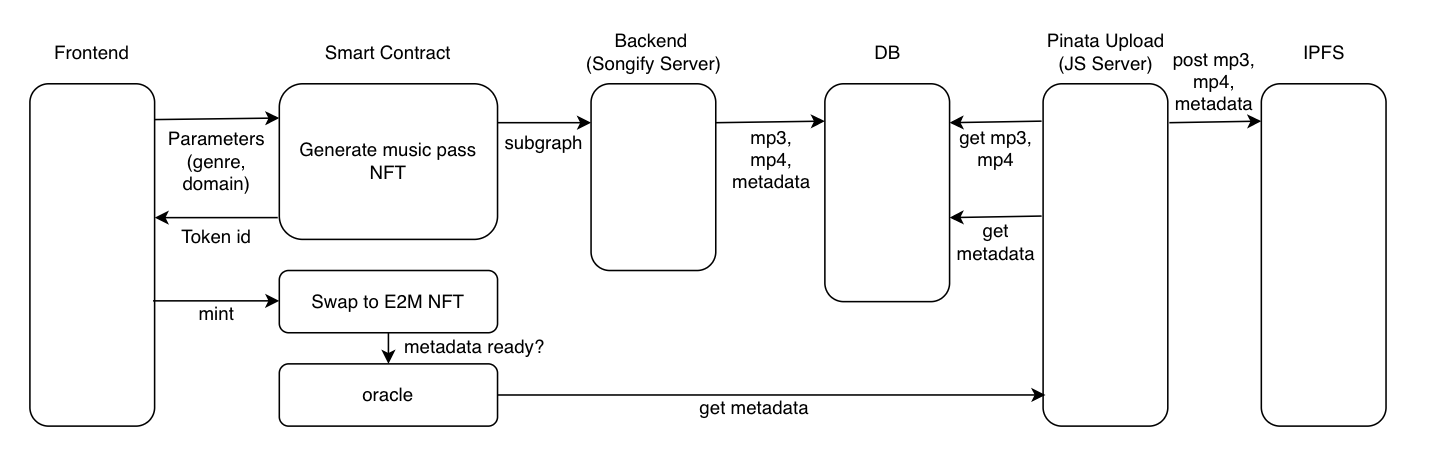 Frontend
Smart Contract
Backend
(Songify Server)
DB
Pinata Upload
(JS Server)
post mp3,
mp4,
metadata
IPFS
Parameters
(genre,
domain)
Generate music pass
NFT
subgraph
mp3,
mp4,
metadata
get mp3,
mp4
Token id
get
metadata
mint
Swap to E2M NFT
metadata ready?
oracle
get metadata